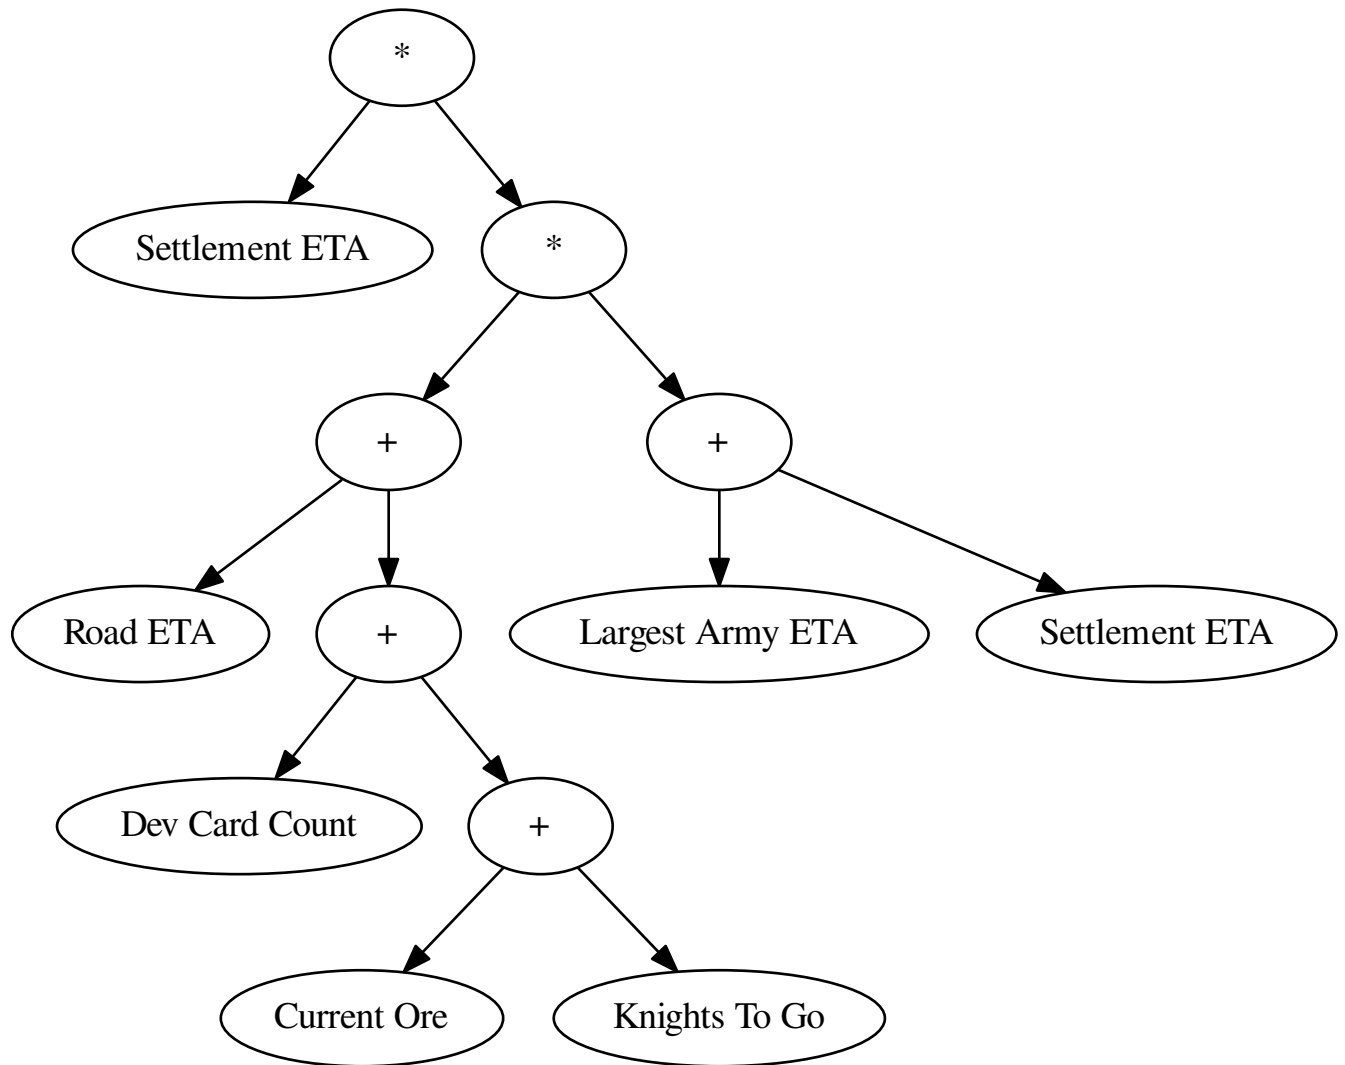 *
Settlement ETA
*
+
+
Road ETA
+
Largest Army ETA
Settlement ETA
Dev Card Count
+
Current Ore
Knights To Go